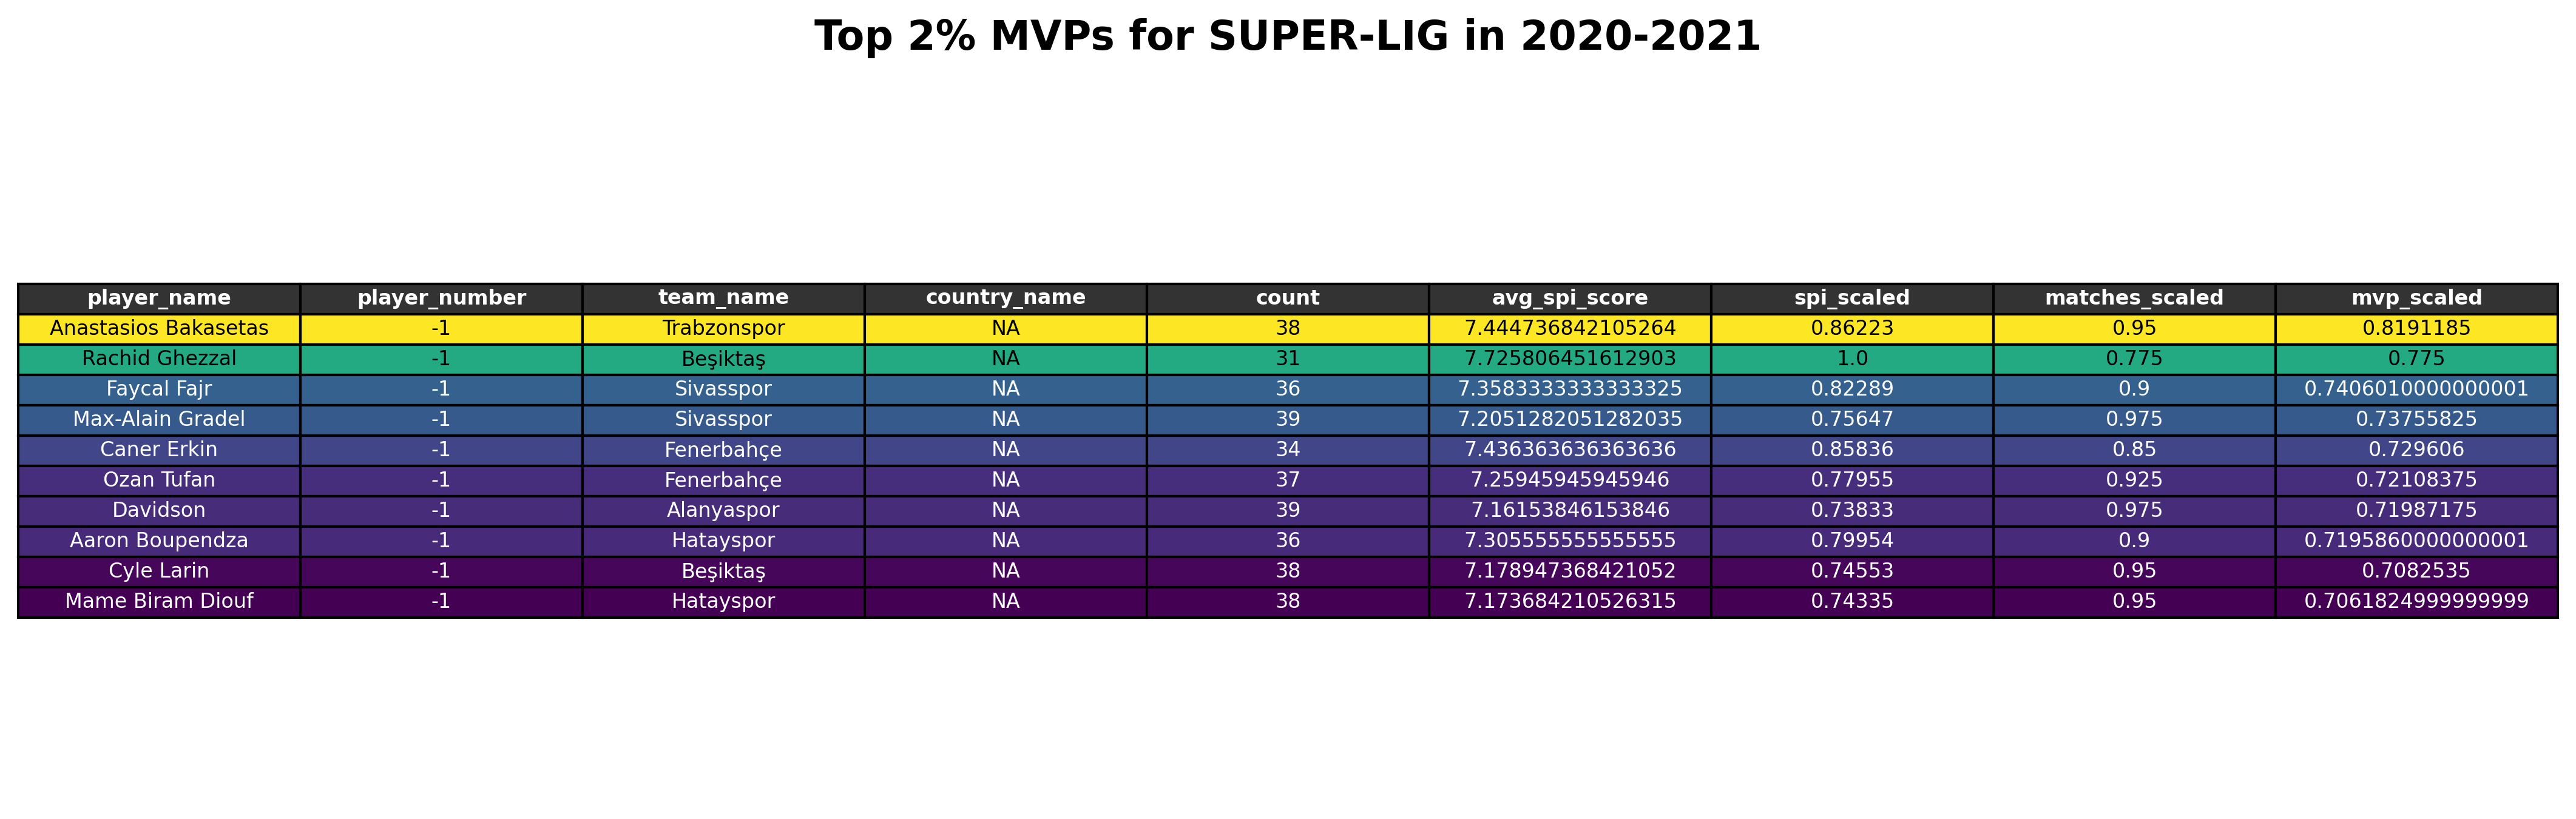 Top 2% MVPs for SUPER-LIG in 2020-2021
player_name player_number team_name country_name count avg_spi_score spi_scaled matches_scaled mvp_scaled
Anastasios Bakasetas -1 Trabzonspor NA 38 7.444736842105264 0.86223 0.95 0.8191185
Rachid Ghezzal -1 Beşiktaş NA 31 7.725806451612903 1.0 0.775 0.775
Faycal Fajr -1 Sivasspor NA 36 7.3583333333333325 0.82289 0.9 0.7406010000000001
Max-Alain Gradel -1 Sivasspor NA 39 7.2051282051282035 0.75647 0.975 0.73755825
Caner Erkin -1 Fenerbahçe NA 34 7.436363636363636 0.85836 0.85 0.729606
Ozan Tufan -1 Fenerbahçe NA 37 7.25945945945946 0.77955 0.925 0.72108375
Davidson -1 Alanyaspor NA 39 7.16153846153846 0.73833 0.975 0.71987175
Aaron Boupendza -1 Hatayspor NA 36 7.305555555555555 0.79954 0.9 0.7195860000000001
Cyle Larin -1 Beşiktaş NA 38 7.178947368421052 0.74553 0.95 0.7082535
Mame Biram Diouf -1 Hatayspor NA 38 7.173684210526315 0.74335 0.95 0.7061824999999999